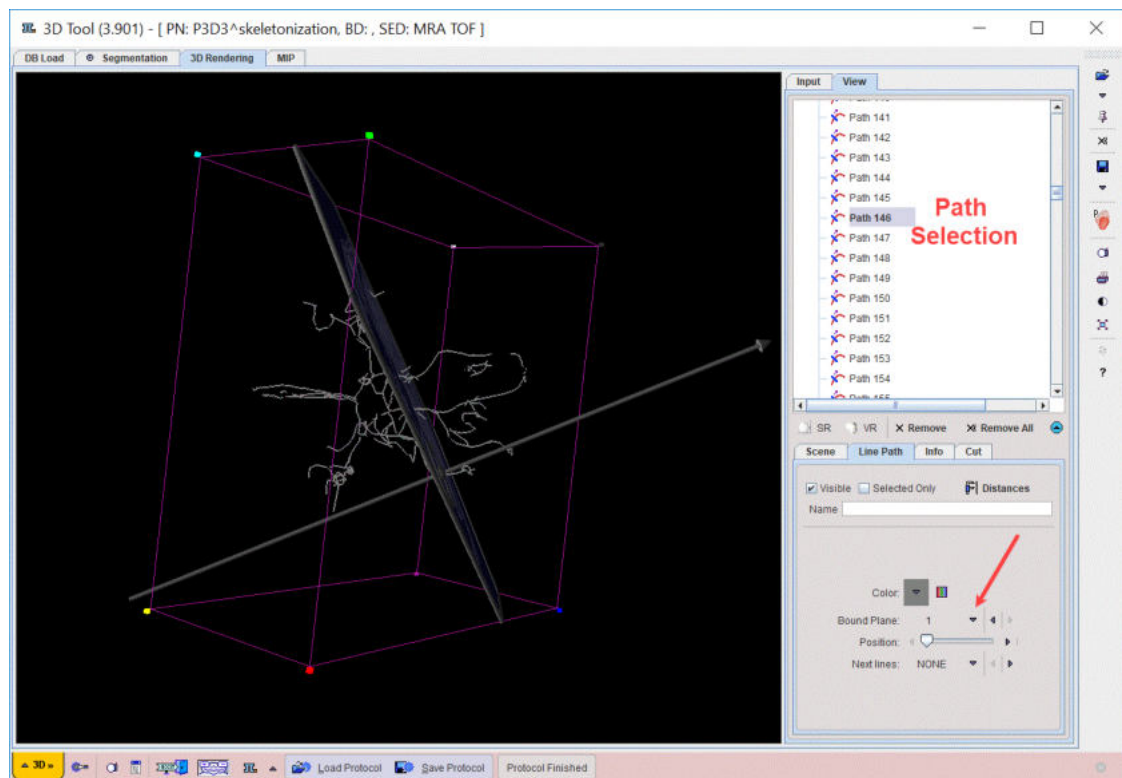 3D Tool (3.901) - [ PN: P3D3^skeletonization, BD: , SED: MRA TOF ]
DB Load
Segmentation
3D Rendering
MIP
Input
View
Path 141
Path 142
Path 143
Path 144
Path 145
Path 146
Path 147
Path 148
Path 149
Path 150
Path 151
Path 152
Path 153
Path 154
Path 155
Path
Selection
SR
VR
Remove
Remove All
Scene
Line Path
Info
Cut
Visible
Selected Only
Distances
Name
Color:
Bound Plane:
1
Position:
Next lines:
NONE
3D
Load Protocol
Save Protocol
Protocol Finished